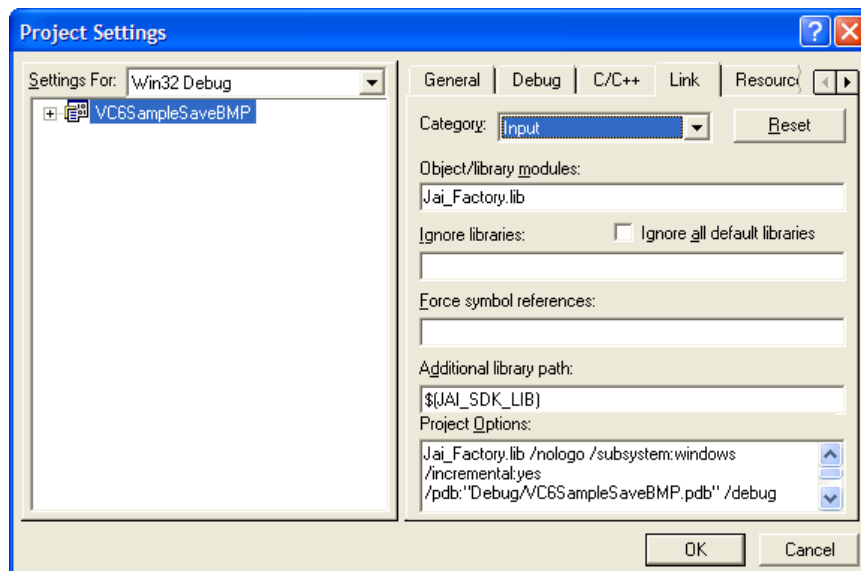 Project Settings
Settings For: Win32 Debug
VC6SampleSaveBMP
General Debug C/C++ Link Resourc
Category: Input Reset
Object/library modules:
Jai_Factory.lib
Ignore libraries: Ignore all default libraries
Force symbol references:
Additional library path:
$(JAI_SDK_LIB)
Project Options:
Jai_Factory.lib /nologo /subsystem:windows
/incremental:yes
/pdb:"Debug/VC6SampleSaveBMP.pdb" /debug
OK Cancel